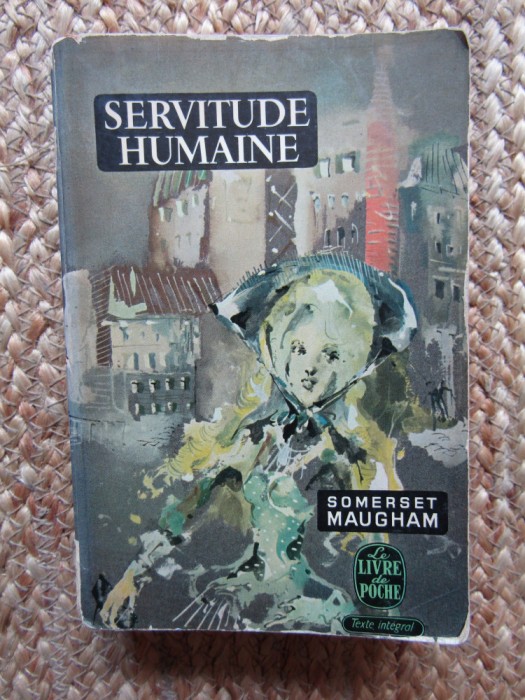 SERVITUDE
HUMAINE
SOMERSET
MAUGHAM
Le
LIVRE
de
POCHE
Texte intégral